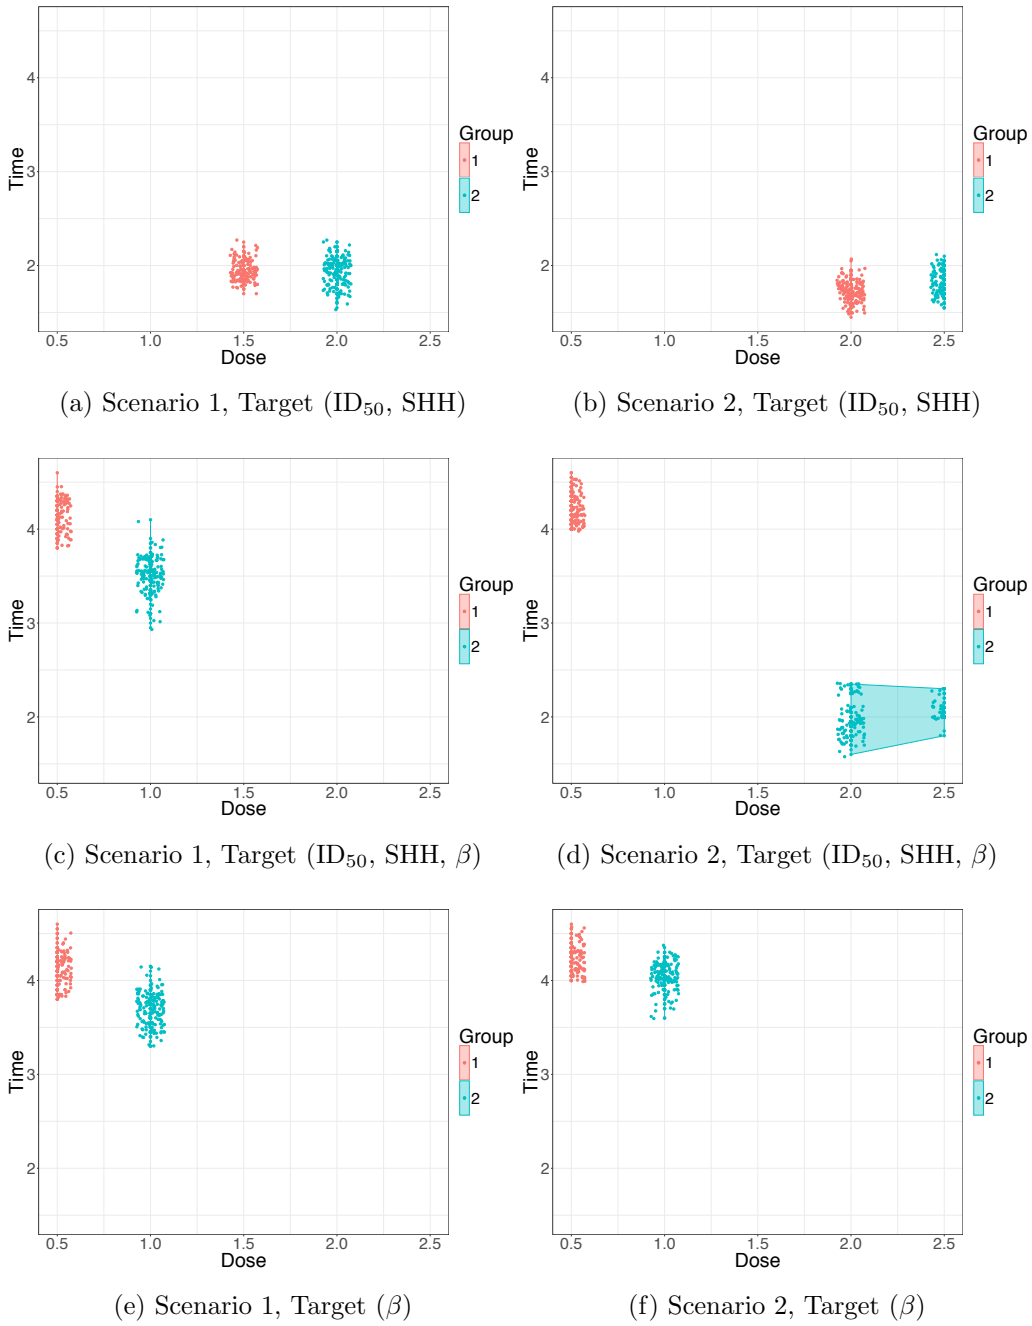 4
3
2
Time
0.5 1.0 1.5 2.0 2.5
Dose
Group
1
2
(a) Scenario 1, Target (ID₅₀, SHH)
4
3
2
Time
0.5 1.0 1.5 2.0 2.5
Dose
Group
1
2
(b) Scenario 2, Target (ID₅₀, SHH)
4
3
2
Time
0.5 1.0 1.5 2.0 2.5
Dose
Group
1
2
(c) Scenario 1, Target (ID₅₀, SHH, β)
4
3
2
Time
0.5 1.0 1.5 2.0 2.5
Dose
Group
1
2
(d) Scenario 2, Target (ID₅₀, SHH, β)
4
3
2
Time
0.5 1.0 1.5 2.0 2.5
Dose
Group
1
2
(e) Scenario 1, Target (β)
4
3
2
Time
0.5 1.0 1.5 2.0 2.5
Dose
Group
1
2
(f) Scenario 2, Target (β)